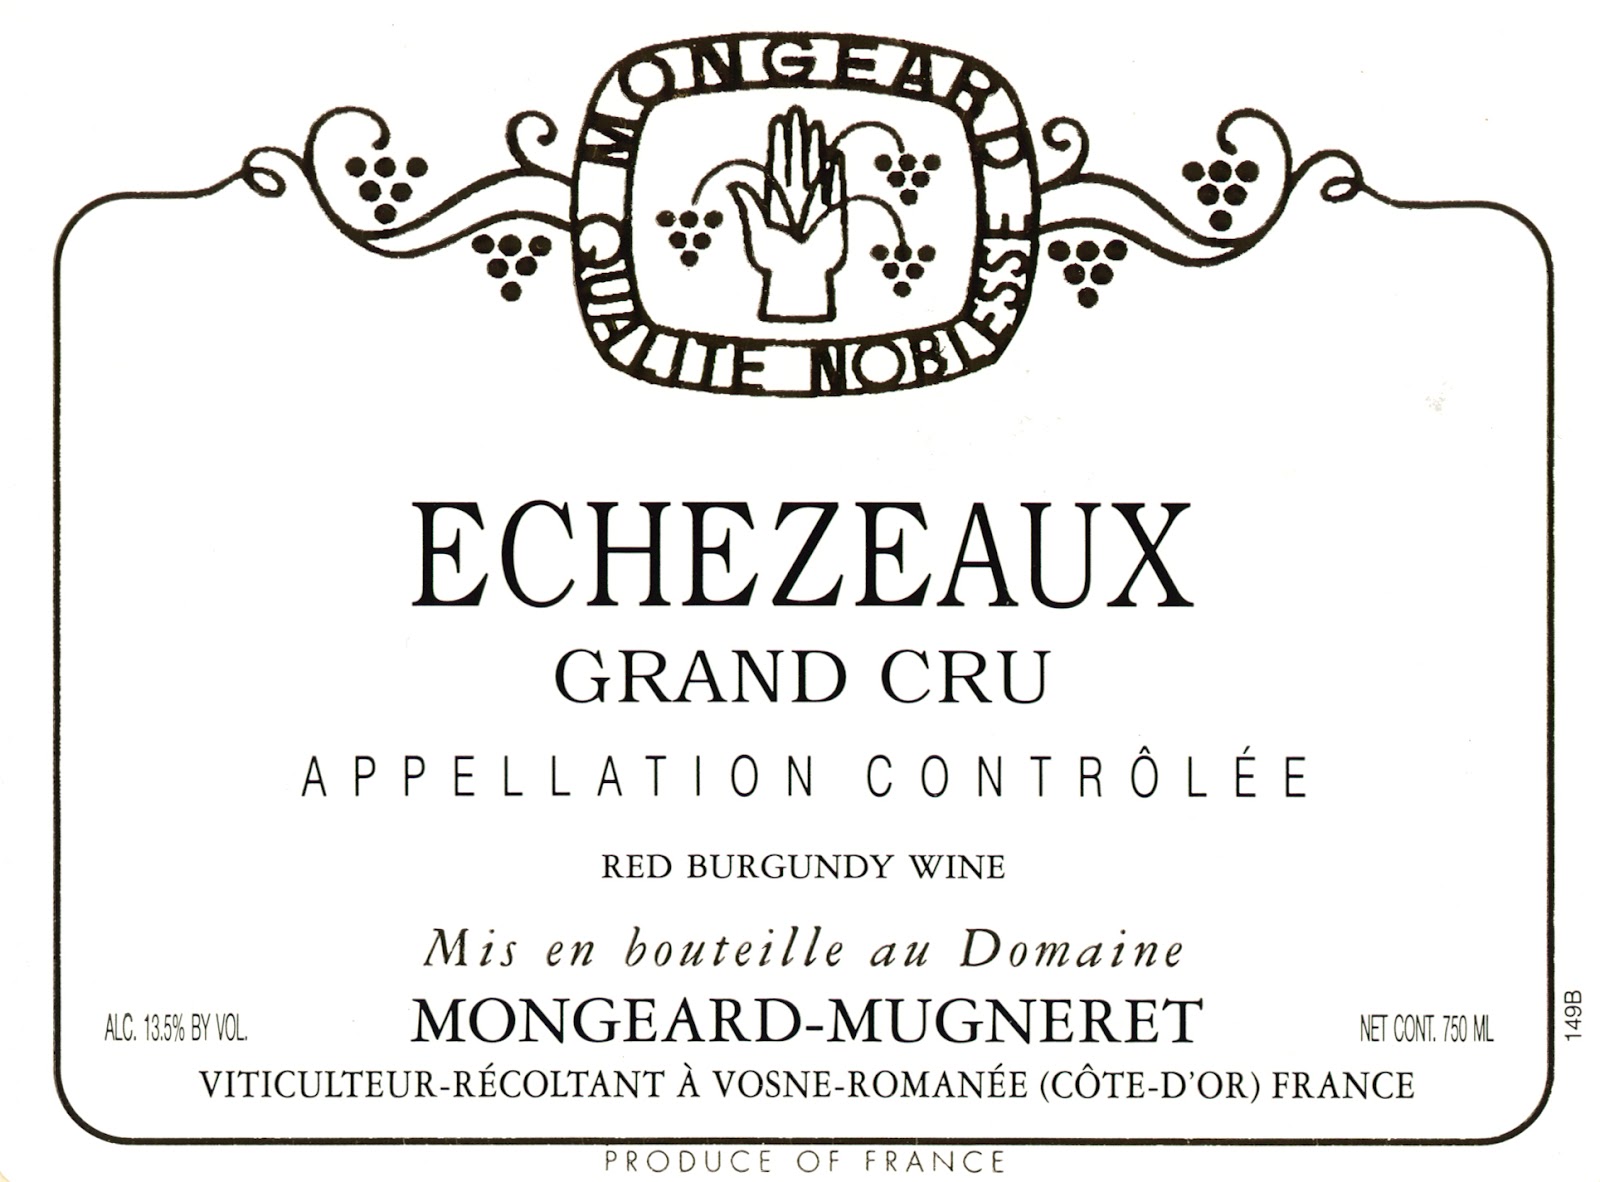 MONGEARD
QUALITE NOBLESSE
ECHEZEAUX
GRAND CRU
APPELLATION CONTRÔLÉE
RED BURGUNDY WINE
Mis en bouteille au Domaine
ALC. 13.5% BY VOL. MONGEARD-MUGNERET NET CONT. 750 ML
VITICULTEUR-RÉCOLTANT À VOSNE-ROMANÉE (CÔTE-D'OR) FRANCE
PRODUCE OF FRANCE
149B